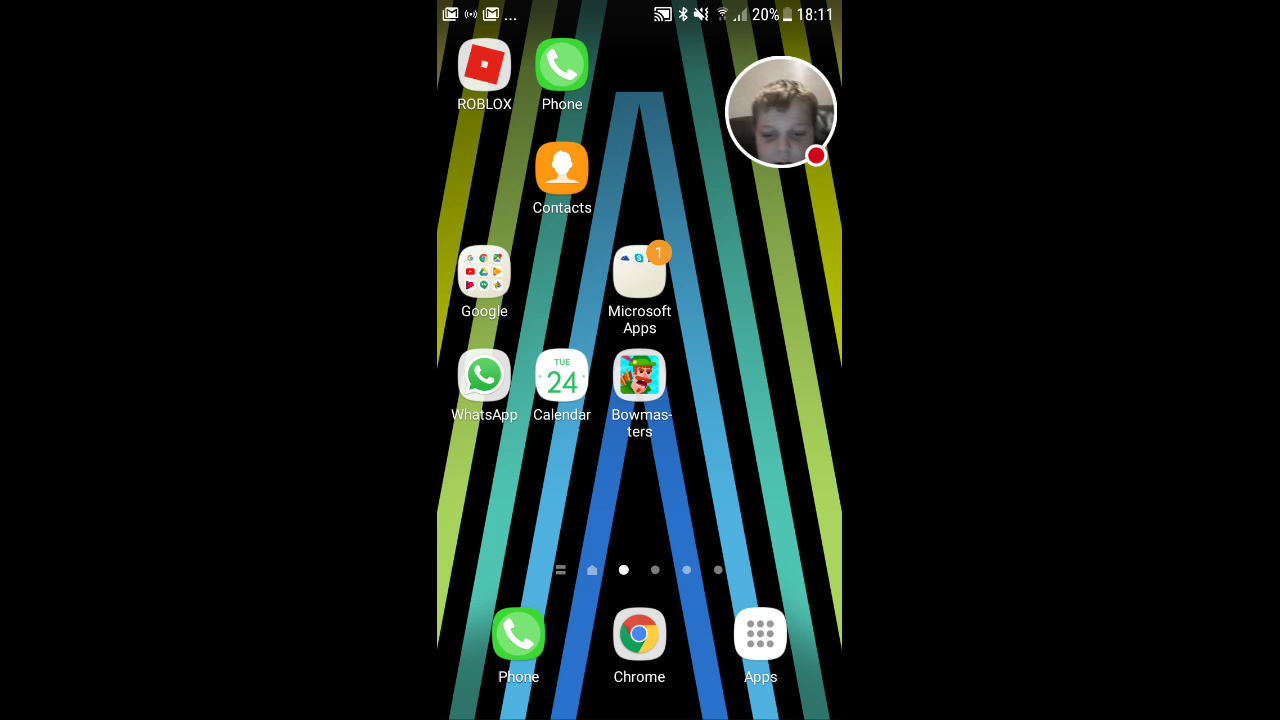 ... 20% 18:11
ROBLOX Phone
Contacts
1
Google Microsoft
Apps
TUE
24
WhatsApp Calendar Bowmas-
ters
Phone Chrome Apps